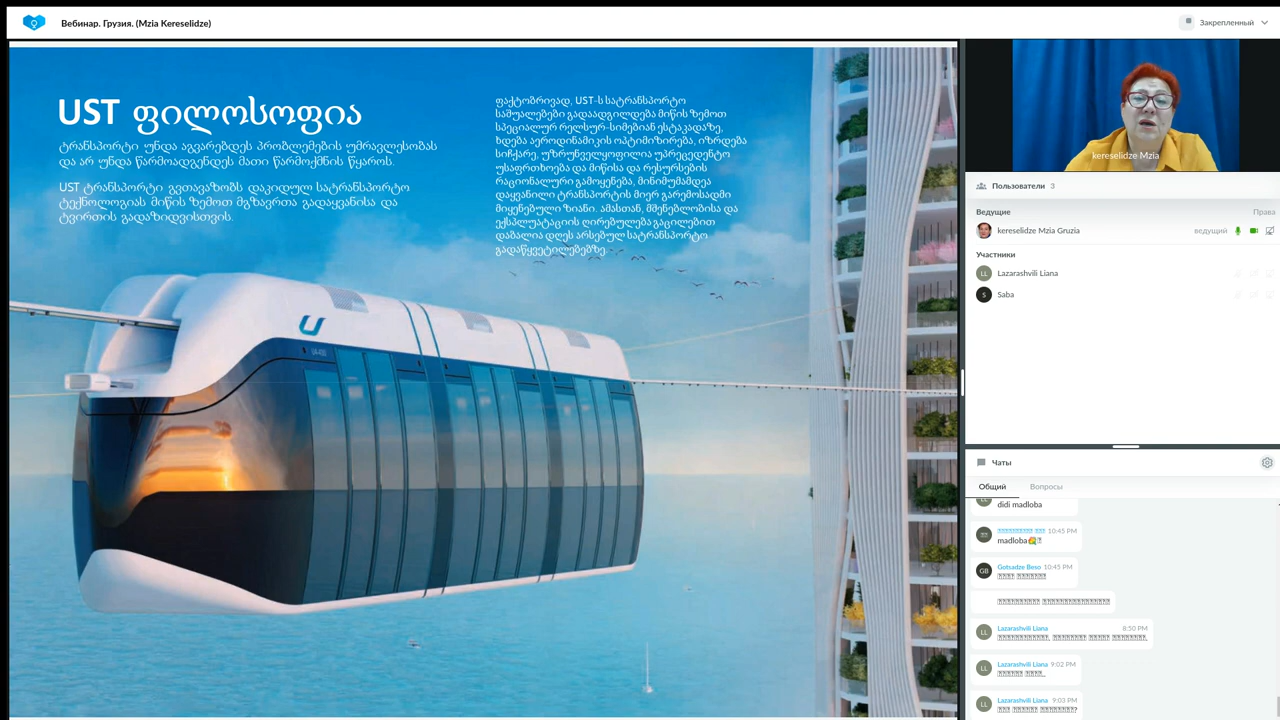 Вебинар. Грузия. (Mzia Kereselidze)
Закрепленный
UST ფილოსოფია
ტრანსპორტი უნდა აგვარებდეს პრობლემების უმრავლესობას
და არ უნდა წარმოადგენდეს მათი წარმოქმნის წყაროს.
UST ტრანსპორტი გვთავაზობს დაკიდულ სატრანსპორტო
ტექნოლოგიას მიწის ზემოთ მგზავრთა გადაყვანისა და
ტვირთის გადაზიდვისთვის.
ფაქტობრივად, UST-ს სატრანსპორტო
საშუალებები გადაადგილდება მიწის ზემოთ
სპეციალურ რელსურ-სიმებიან ესტაკადაზე,
ხდება აეროდინამიკის ოპტიმიზირება, იზრდება
სიჩქარე, უზრუნველყოფილია უპრეცედენტო
უსაფრთხოება და მიწისა და რესურსების
რაციონალური გამოყენება, მინიმუმამდეა
დაყვანილი ტრანსპორტის მიერ გარემოსადმი
მიყენებული ზიანი. ამასთან, მშენებლობისა და
ექსპლუატაციის ღირებულება გაცილებით
დაბალია დღეს არსებულ სატრანსპორტო
გადაწყვეტილებებზე.
kereselidze Mzia
Пользователи 3
Ведущие Права
kereselidze Mzia Gruzia ведущий
Участники
LL Lazarashvili Liana
S Saba
Чаты
Общий Вопросы
LL didi madloba
10:45 PM
madloba
GB Gotsadze Beso 10:45 PM
LL Lazarashvili Liana 8:50 PM
LL Lazarashvili Liana 9:02 PM
LL Lazarashvili Liana 9:03 PM